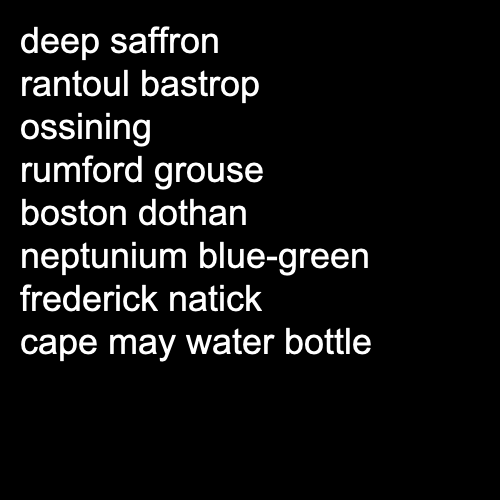 deep saffron
rantoul bastrop
ossining
rumford grouse
boston dothan
neptunium blue-green
frederick natick
cape may water bottle